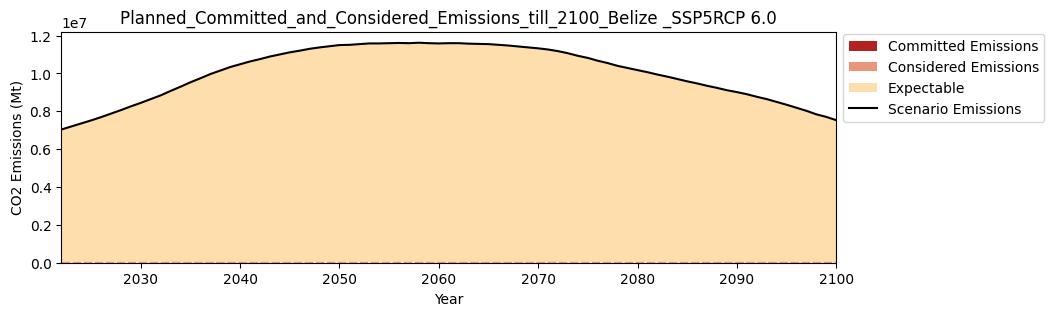 Planned_Committed_and_Considered_Emissions_till_2100_Belize _SSP5RCP 6.0
1e7
1.2
1.0
0.8
0.6
0.4
0.2
0.0
CO2 Emissions (Mt)
2030 2040 2050 2060 2070 2080 2090 2100
Year
Committed Emissions
Considered Emissions
Expectable
Scenario Emissions